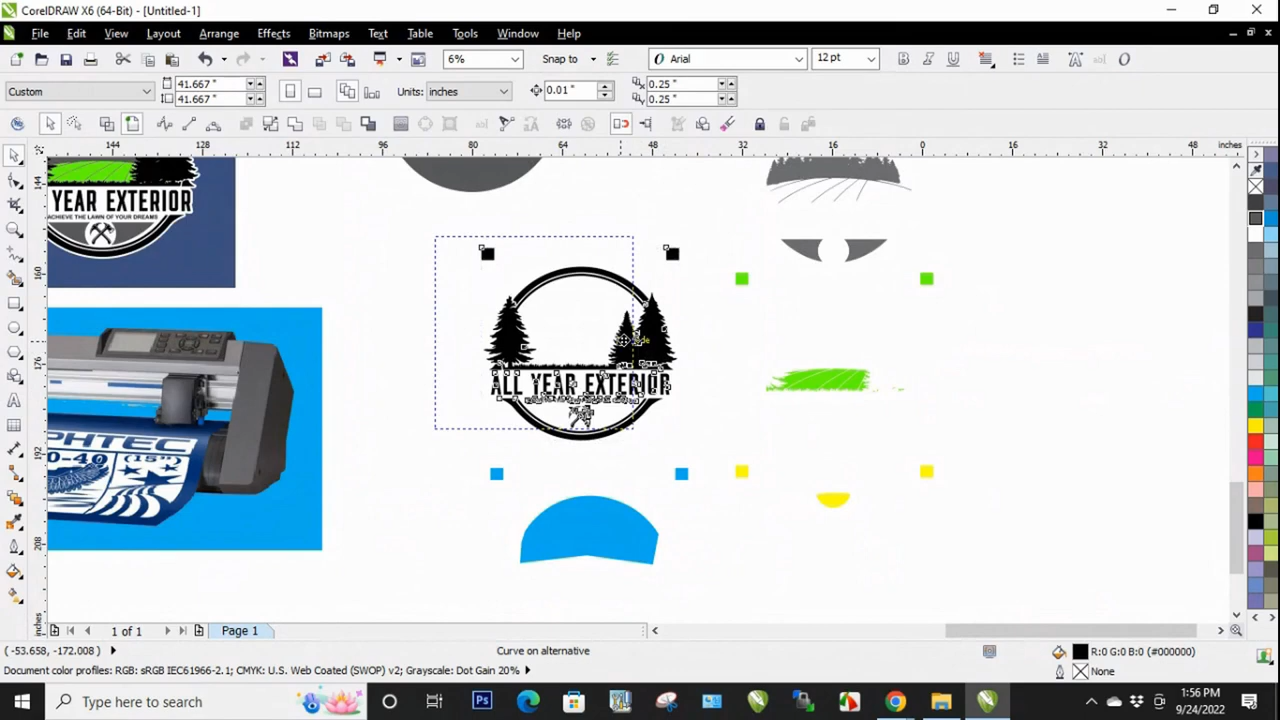 CorelDRAW X6 (64-Bit) - [Untitled-1]
File Edit View Layout Arrange Effects Bitmaps Text Table Tools Window Help
6% Snap to Arial 12 pt
Custom 41.667 " 41.667 " Units: inches 0.01 " 0.25 " 0.25 "
144 128 112 96 80 64 48 32 16 0 16 32 48 inches
144
160
176
192
208
YEAR EXTERIOR
ACHIEVE THE LAWN OF YOUR DREAMS
ALL YEAR EXTERIOR
PHTEC
0-40 (15")
1 of 1 Page 1
( -53.658, -172.008 ) Curve on alternative R:0 G:0 B:0 (#000000)
Document color profiles: RGB: sRGB IEC61966-2.1; CMYK: U.S. Web Coated (SWOP) v2; Grayscale: Dot Gain 20% None
Type here to search
1:56 PM
9/24/2022